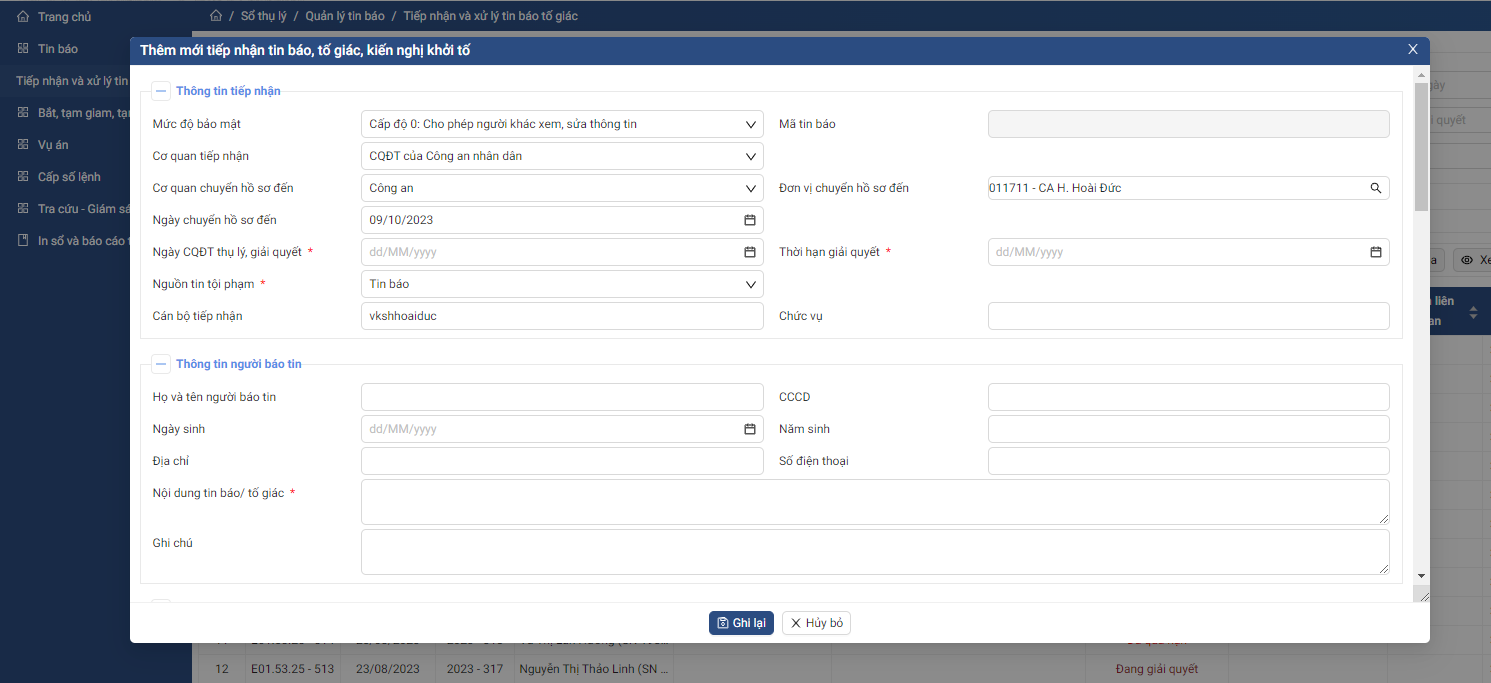 Trang chủ
/ Sổ thụ lý / Quản lý tin báo / Tiếp nhận và xử lý tin báo tố giác
Tin báo
Tiếp nhận và xử lý tin
Bắt, tạm giam,
Vụ án
Cấp số lệnh
Tra cứu - Giám
In sổ và báo cáo
Thêm mới tiếp nhận tin báo, tố giác, kiến nghị khởi tố
Thông tin tiếp nhận
Mức độ bảo mật
Cấp độ 0: Cho phép người khác xem, sửa thông tin
Mã tin báo
Cơ quan tiếp nhận
CQĐT của Công an nhân dân
Cơ quan chuyển hồ sơ đến
Công an
Đơn vị chuyển hồ sơ đến
011711 - CA H. Hoài Đức
Ngày chuyển hồ sơ đến
09/10/2023
Ngày CQĐT thụ lý, giải quyết *
dd/MM/yyyy
Thời hạn giải quyết *
dd/MM/yyyy
Nguồn tin tội phạm *
Tin báo
Cán bộ tiếp nhận
vkshhoaiduc
Chức vụ
Thông tin người báo tin
Họ và tên người báo tin
CCCD
Ngày sinh
dd/MM/yyyy
Năm sinh
Địa chỉ
Số điện thoại
Nội dung tin báo/ tố giác *
Ghi chú
Ghi lại
Hủy bỏ
quyết
liên
12 E01.53.25 - 513 23/08/2023 2023 - 317 Nguyễn Thị Thảo Linh (SN ... Đang giải quyết